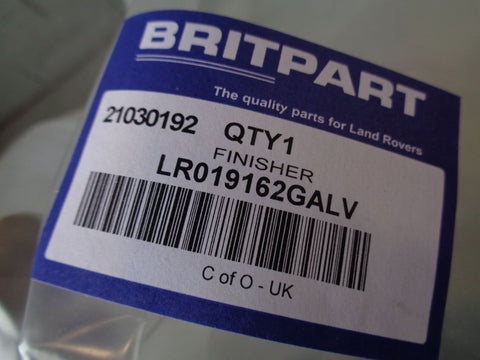 BRITPART
The quality parts for Land Rovers
21030192 QTY1
FINISHER
LR019162GALV
C of O - UK